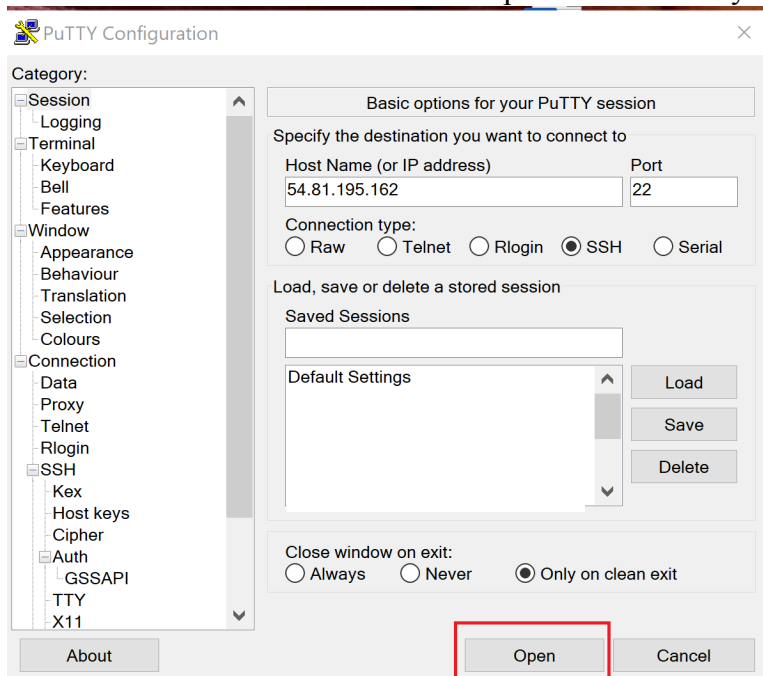 PuTTY Configuration
Category:
Session
Logging
Terminal
Keyboard
Bell
Features
Window
Appearance
Behaviour
Translation
Selection
Colours
Connection
Data
Proxy
Telnet
Rlogin
SSH
Kex
Host keys
Cipher
Auth
GSSAPI
TTY
X11
Basic options for your PuTTY session
Specify the destination you want to connect to
Host Name (or IP address) Port
54.81.195.162 22
Connection type:
Raw Telnet Rlogin SSH Serial
Load, save or delete a stored session
Saved Sessions
Default Settings
Load
Save
Delete
Close window on exit:
Always Never Only on clean exit
About Open Cancel